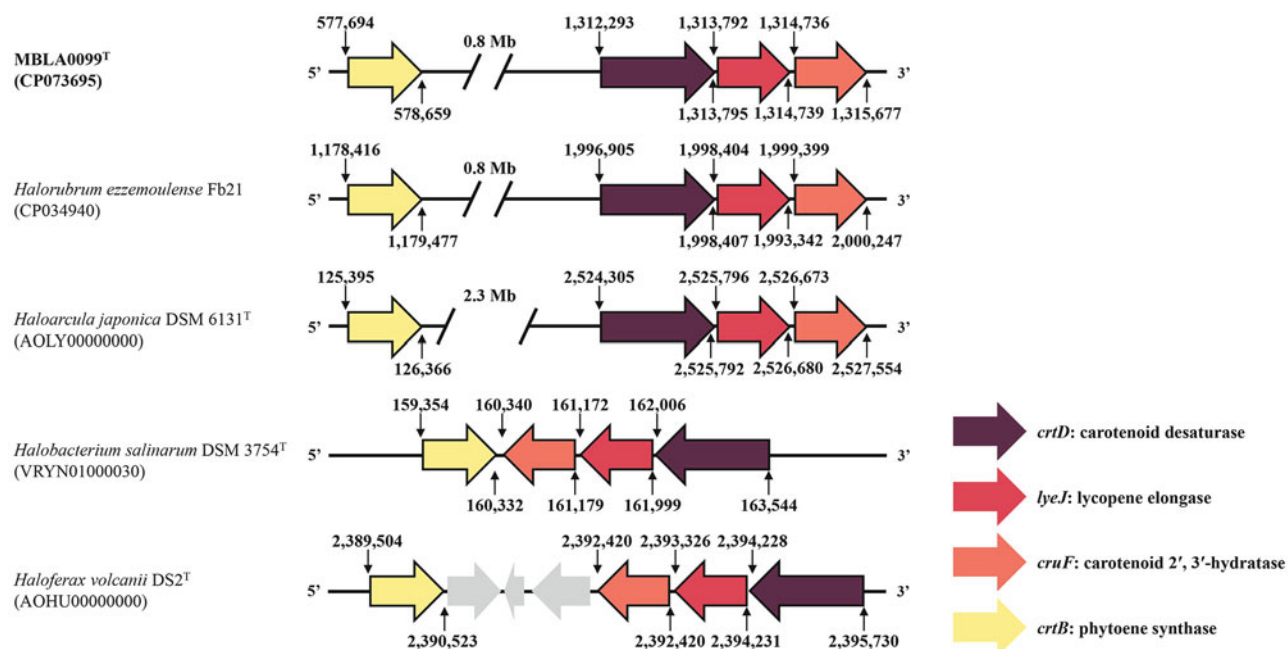 577,694 1,312,293 1,313,792 1,314,736
MBLA0099ᵀ
(CP073695)
0.8 Mb
5’ 3’
578,659 1,313,795 1,314,739 1,315,677
1,178,416 1,996,905 1,998,404 1,999,399
Halorubrum ezzemoulense Fb21
(CP034940)
0.8 Mb
5’ 3’
1,179,477 1,998,407 1,993,342 2,000,247
125,395 2,524,305 2,525,796 2,526,673
Haloarcula japonica DSM 6131ᵀ
(AOLY00000000)
2.3 Mb
5’ 3’
126,366 2,525,792 2,526,680 2,527,554
159,354 160,340 161,172 162,006
Halobacterium salinarum DSM 3754ᵀ
(VRYN01000030)
5’ 3’
160,332 161,179 161,999 163,544
2,389,504 2,392,420 2,393,326 2,394,228
Haloferax volcanii DS2ᵀ
(AOHU00000000)
5’ 3’
2,390,523 2,392,420 2,394,231 2,395,730
crtD: carotenoid desaturase
lyeJ: lycopene elongase
cruF: carotenoid 2′, 3′-hydratase
crtB: phytoene synthase